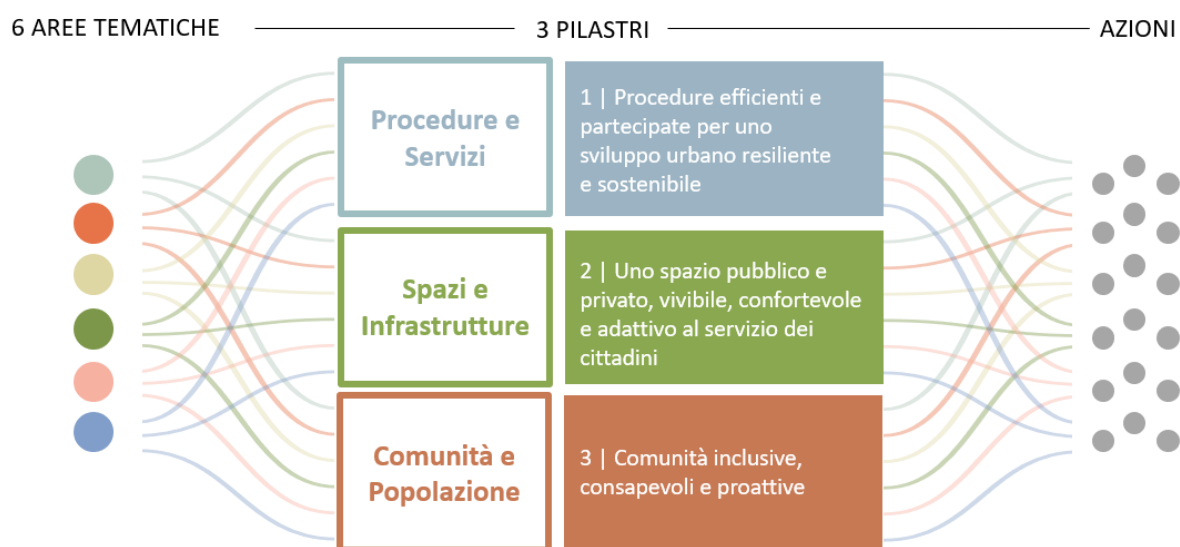 6 AREE TEMATICHE
3 PILASTRI
AZIONI
Procedure e
Servizi
1 | Procedure efficienti e
partecipate per uno
sviluppo urbano resiliente
e sostenibile
Spazi e
Infrastrutture
2 | Uno spazio pubblico e
privato, vivibile, confortevole
e adattivo al servizio dei
cittadini
Comunità e
Popolazione
3 | Comunità inclusive,
consapevoli e proattive